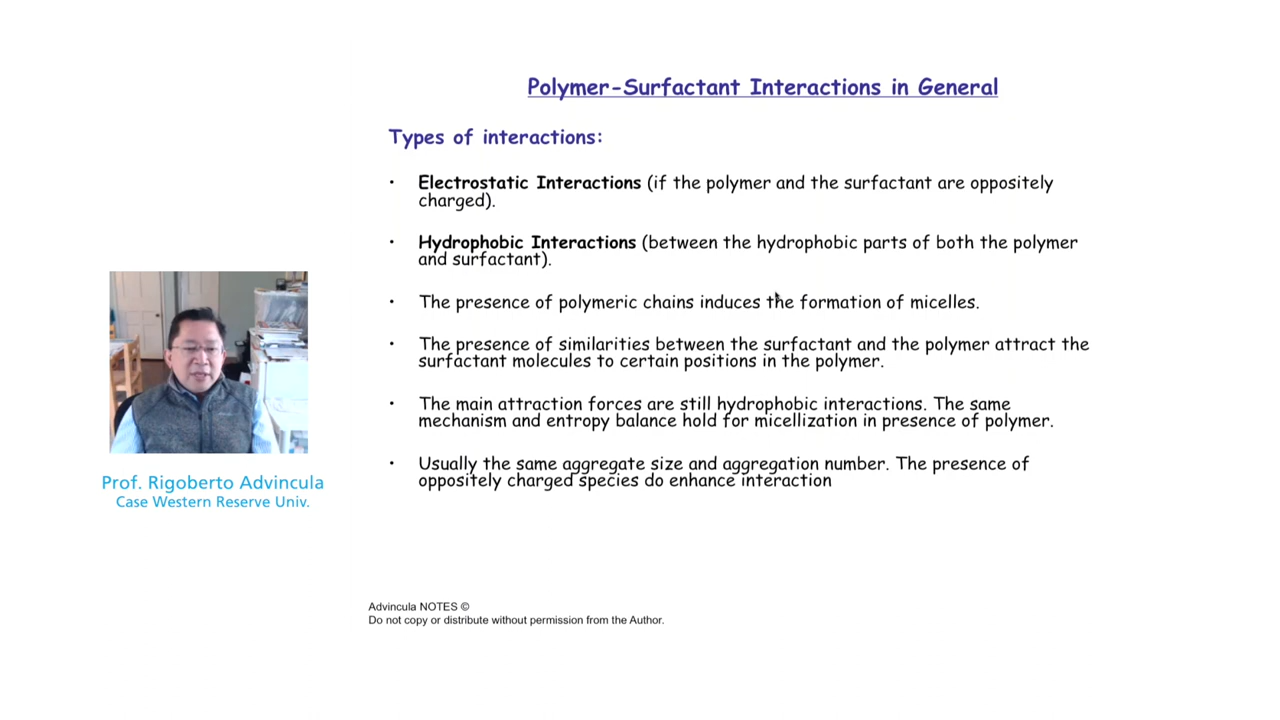 Polymer-Surfactant Interactions in General
Types of interactions:
• Electrostatic Interactions (if the polymer and the surfactant are oppositely
charged).
• Hydrophobic Interactions (between the hydrophobic parts of both the polymer
and surfactant).
• The presence of polymeric chains induces the formation of micelles.
• The presence of similarities between the surfactant and the polymer attract the
surfactant molecules to certain positions in the polymer.
• The main attraction forces are still hydrophobic interactions. The same
mechanism and entropy balance hold for micellization in presence of polymer.
• Usually the same aggregate size and aggregation number. The presence of
oppositely charged species do enhance interaction
Prof. Rigoberto Advincula
Case Western Reserve Univ.
Advincula NOTES ©
Do not copy or distribute without permission from the Author.